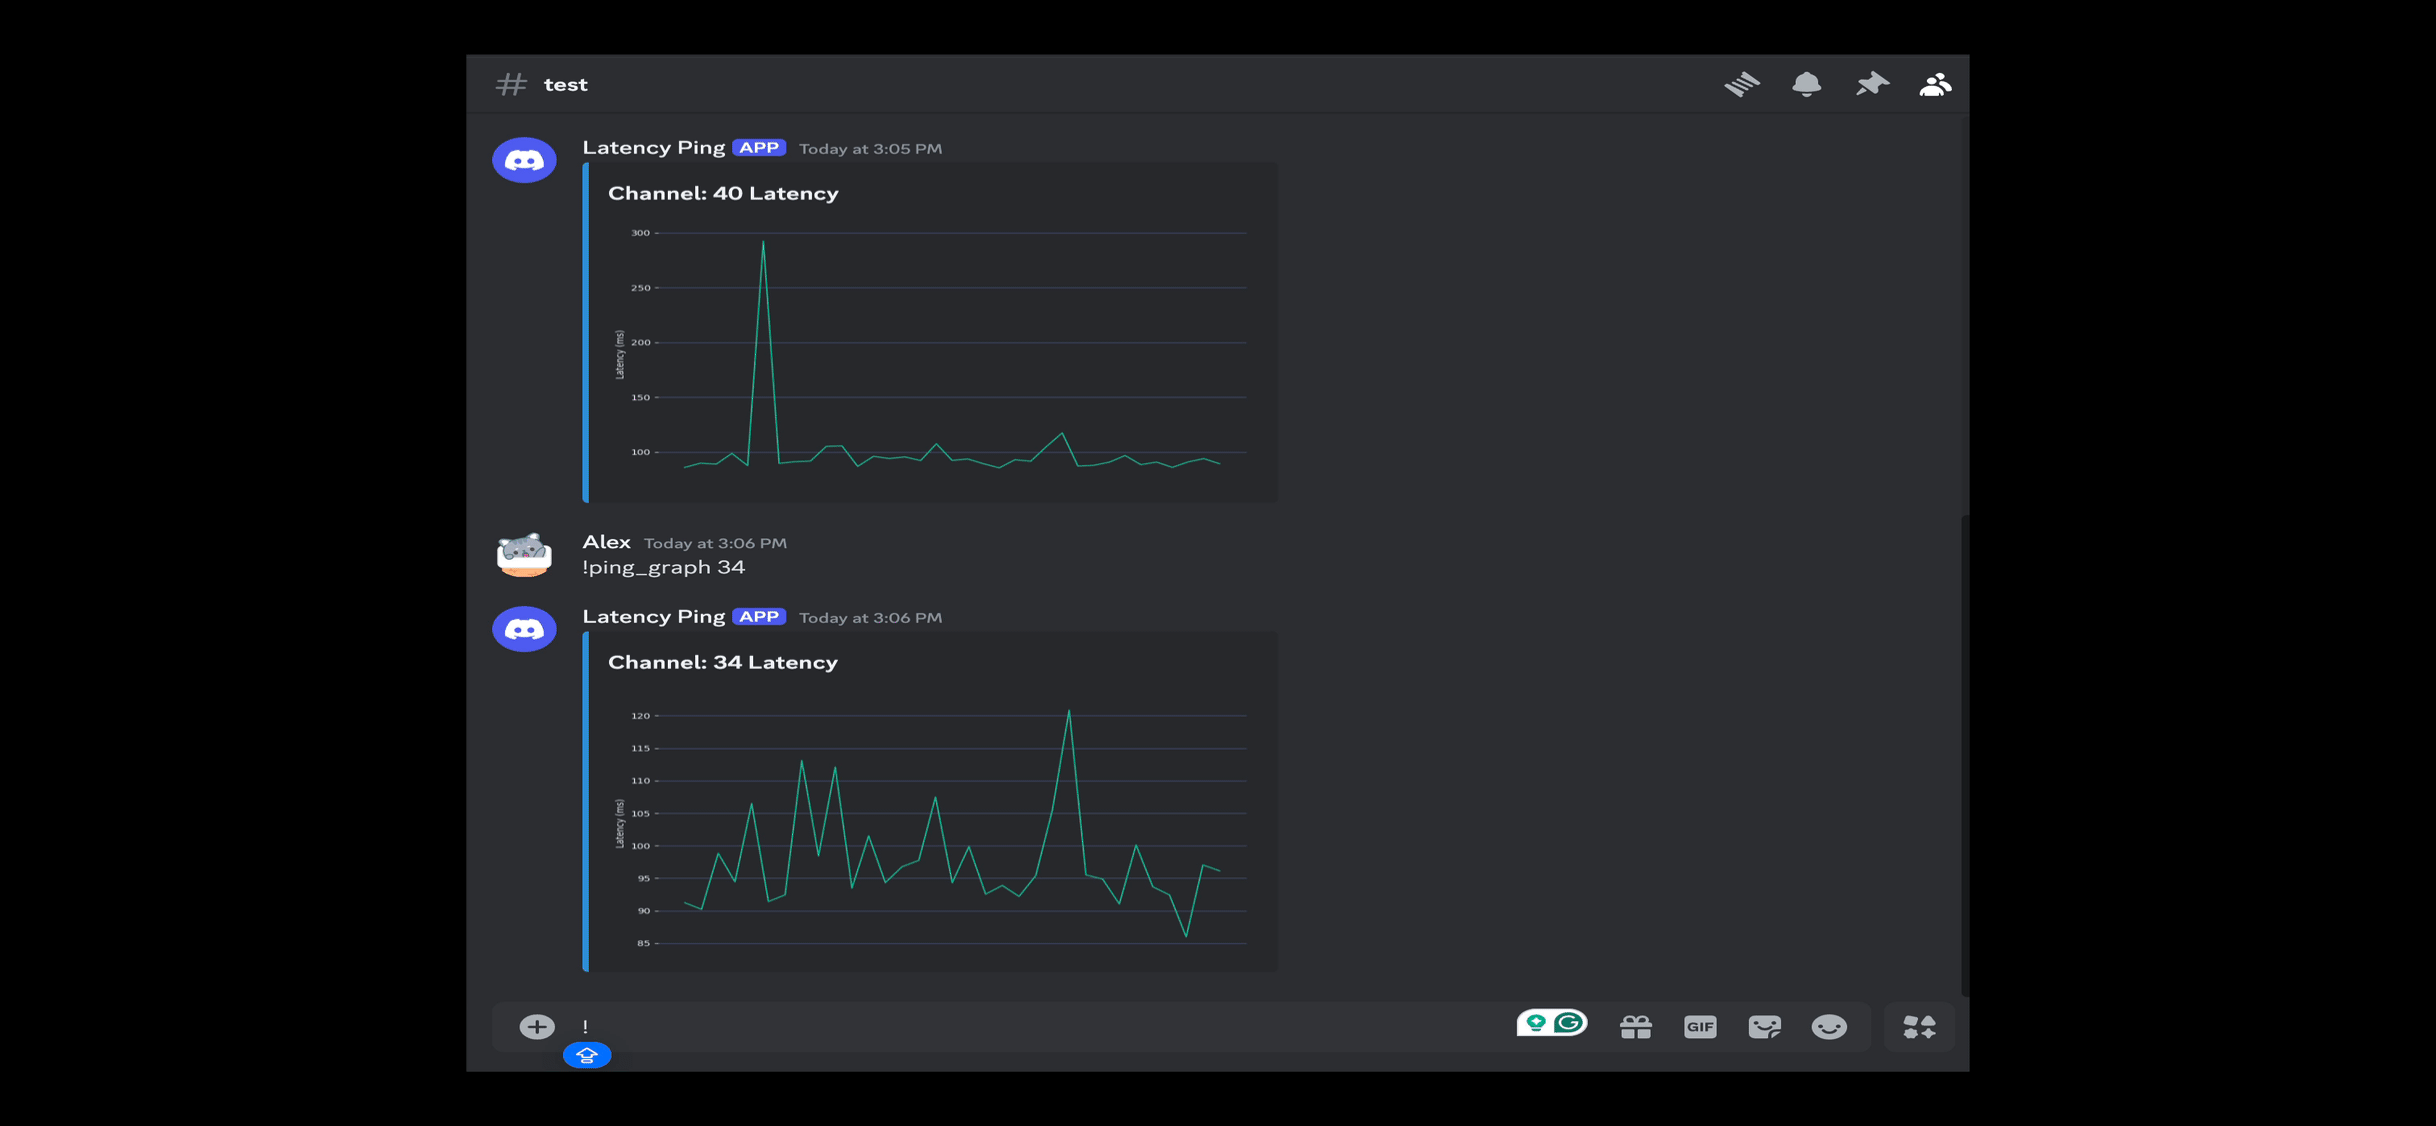 test
Latency Ping APP Today at 3:05 PM
Channel: 40 Latency
300
250
200
150
100
Latency (ms)
Alex Today at 3:06 PM
!ping_graph 34
Latency Ping APP Today at 3:06 PM
Channel: 34 Latency
120
115
110
105
100
95
90
85
Latency (ms)
!
GIF